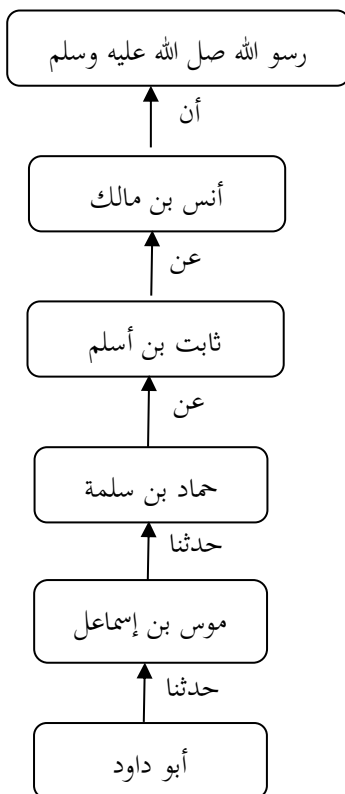 رسو الله صل الله عليه وسلم
أن
أنس بن مالك
عن
ثابت بن أسلم
عن
حماد بن سلمة
حدثنا
موس بن إسماعل
حدثنا
أبو داود